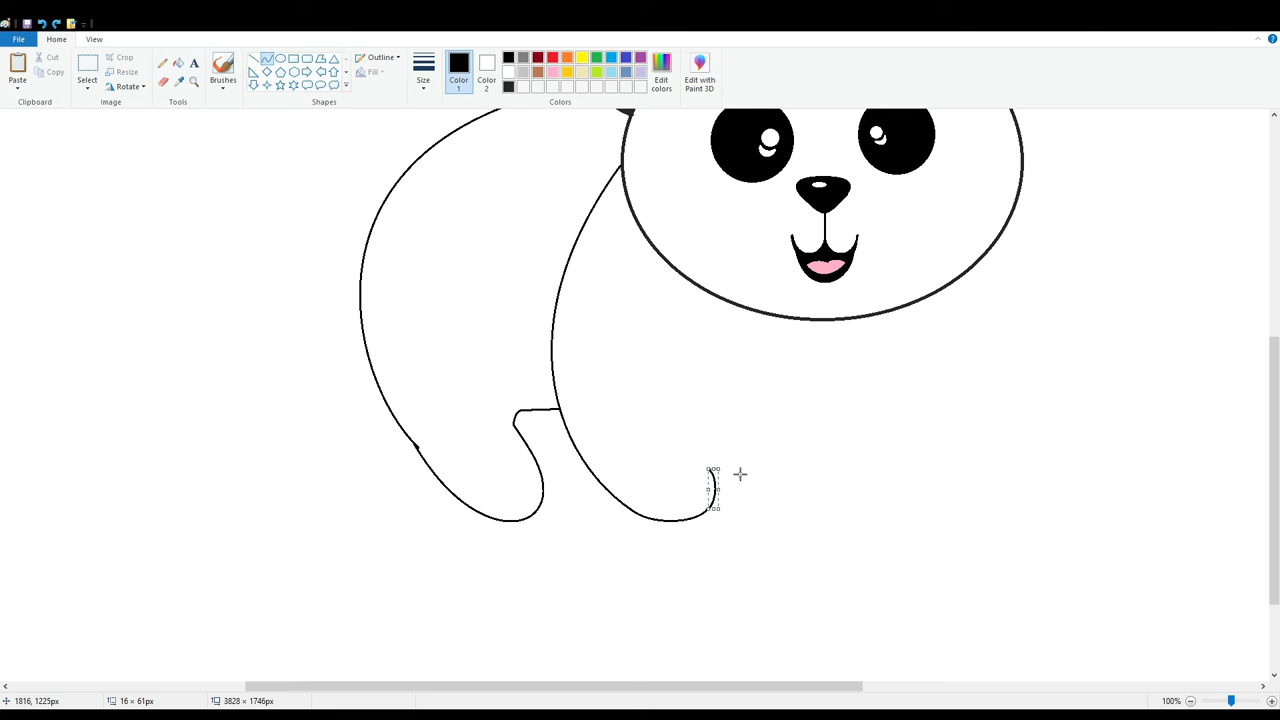 File Home View
Paste Cut Copy Clipboard
Select Crop Resize Rotate Image
Tools
Brushes
Outline Fill Shapes
Size
Color 1 Color 2 Edit colors Colors
Edit with Paint 3D
1816, 1225px 16 × 61px 3828 × 1746px 100%